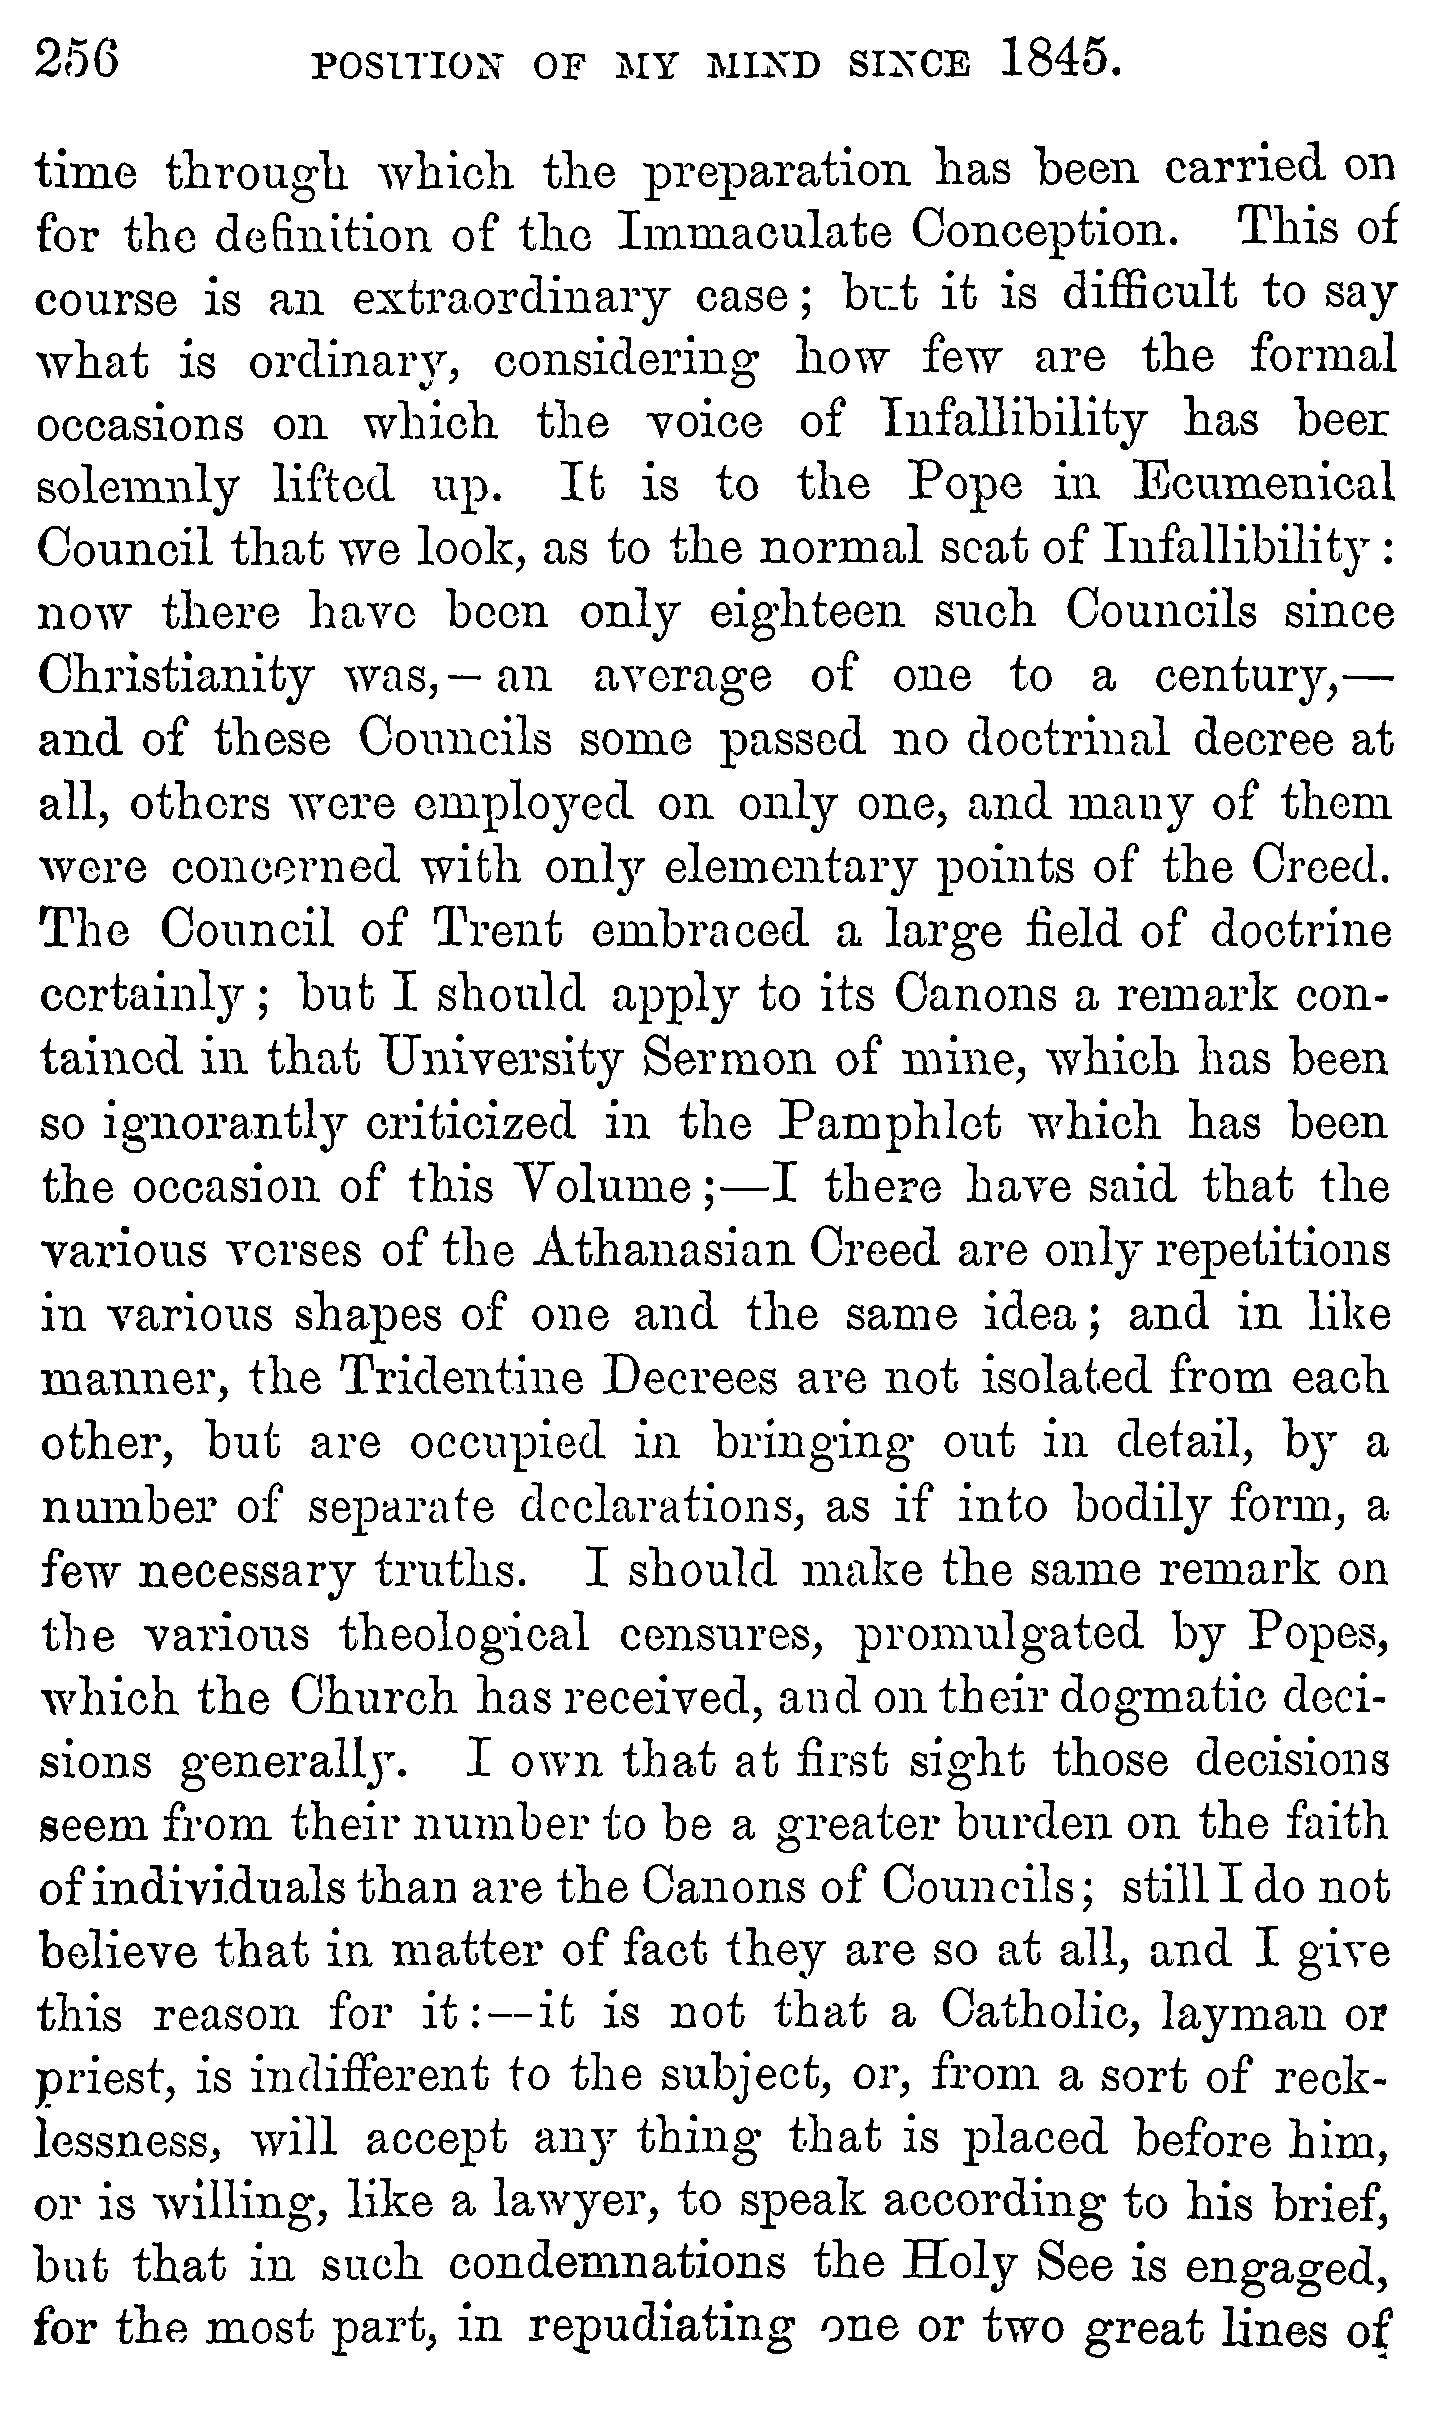 256 POSITION OF MY MIND SINCE 1845.
time through which the preparation has been carried on
for the definition of the Immaculate Conception. This of
course is an extraordinary case; but it is difficult to say
what is ordinary, considering how few are the formal
occasions on which the voice of Infallibility has been
solemnly lifted up. It is to the Pope in Ecumenical
Council that we look, as to the normal seat of Infallibility:
now there have been only eighteen such Councils since
Christianity was,—an average of one to a century,—
and of these Councils some passed no doctrinal decree at
all, others were employed on only one, and many of them
were concerned with only elementary points of the Creed.
The Council of Trent embraced a large field of doctrine
certainly; but I should apply to its Canons a remark con-
tained in that University Sermon of mine, which has been
so ignorantly criticized in the Pamphlet which has been
the occasion of this Volume;—I there have said that the
various verses of the Athanasian Creed are only repetitions
in various shapes of one and the same idea; and in like
manner, the Tridentine Decrees are not isolated from each
other, but are occupied in bringing out in detail, by a
number of separate declarations, as if into bodily form, a
few necessary truths. I should make the same remark on
the various theological censures, promulgated by Popes,
which the Church has received, and on their dogmatic deci-
sions generally. I own that at first sight those decisions
seem from their number to be a greater burden on the faith
of individuals than are the Canons of Councils; still I do not
believe that in matter of fact they are so at all, and I give
this reason for it:—it is not that a Catholic, layman or
priest, is indifferent to the subject, or, from a sort of reck-
lessness, will accept any thing that is placed before him,
or is willing, like a lawyer, to speak according to his brief,
but that in such condemnations the Holy See is engaged,
for the most part, in repudiating one or two great lines of